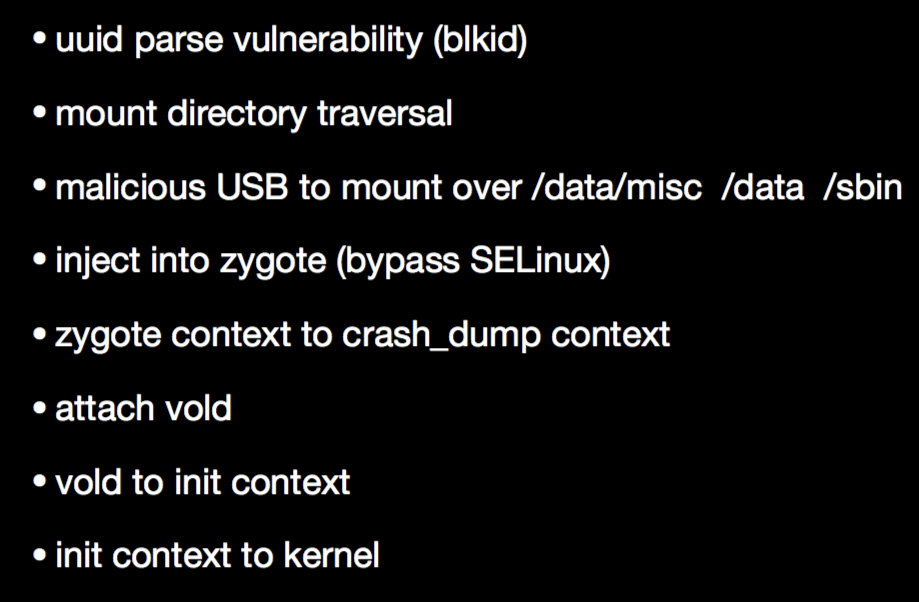 • uuid parse vulnerability (blkid)
• mount directory traversal
• malicious USB to mount over /data/misc  /data  /sbin
• inject into zygote (bypass SELinux)
• zygote context to crash_dump context
• attach vold
• vold to init context
• init context to kernel